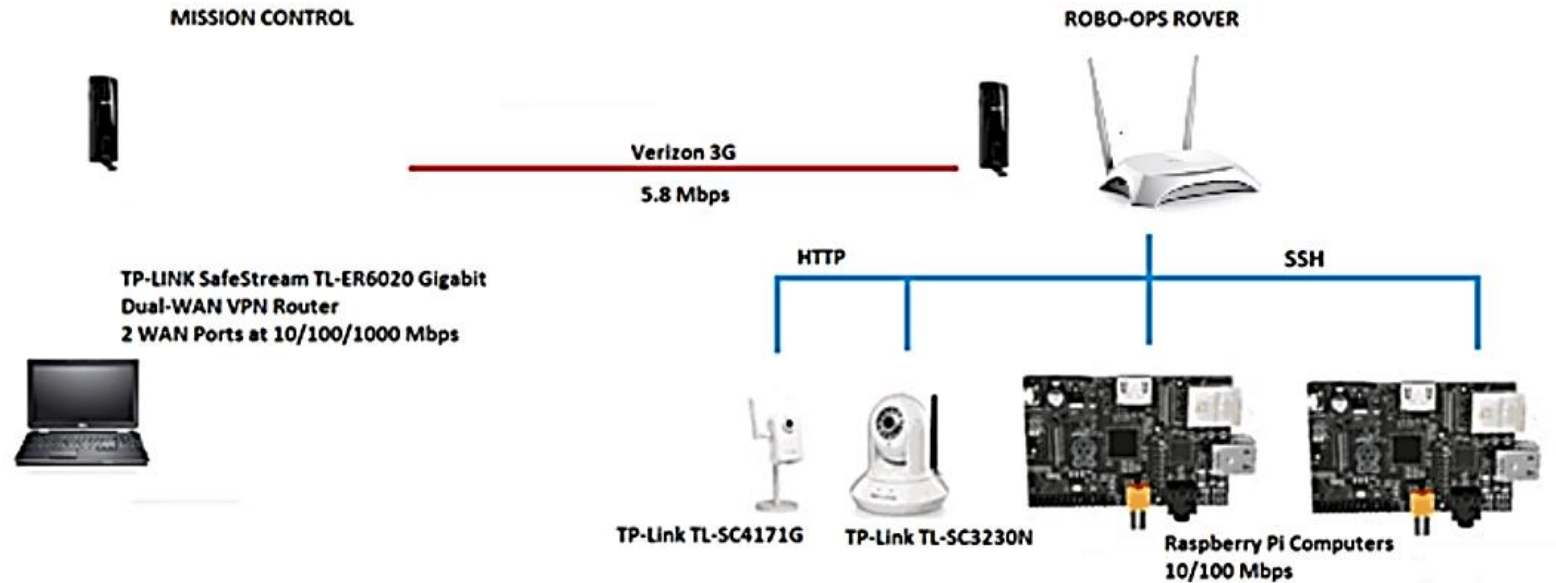 MISSION CONTROL
ROBO-OPS ROVER
Verizon 3G
5.8 Mbps
TP-LINK SafeStream TL-ER6020 Gigabit
Dual-WAN VPN Router
2 WAN Ports at 10/100/1000 Mbps
HTTP
SSH
TP-Link TL-SC4171G
TP-Link TL-SC3230N
Raspberry Pi Computers
10/100 Mbps